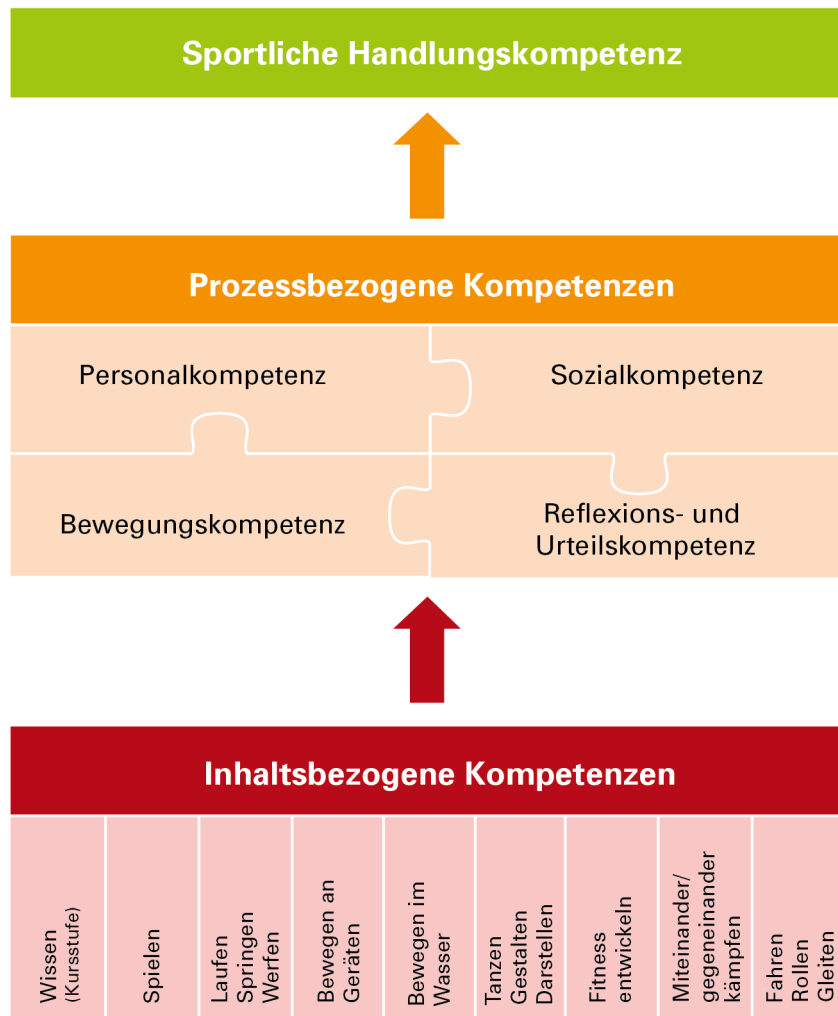 Sportliche Handlungskompetenz
Prozessbezogene Kompetenzen
Personalkompetenz
Sozialkompetenz
Bewegungskompetenz
Reflexions- und
Urteilskompetenz
Inhaltsbezogene Kompetenzen
Wissen
(Kursstufe)
Spielen
Laufen
Springen
Werfen
Bewegen an
Geräten
Bewegen im
Wasser
Tanzen
Gestalten
Darstellen
Fitness
entwickeln
Miteinander/
gegeneinander
kämpfen
Fahren
Rollen
Gleiten